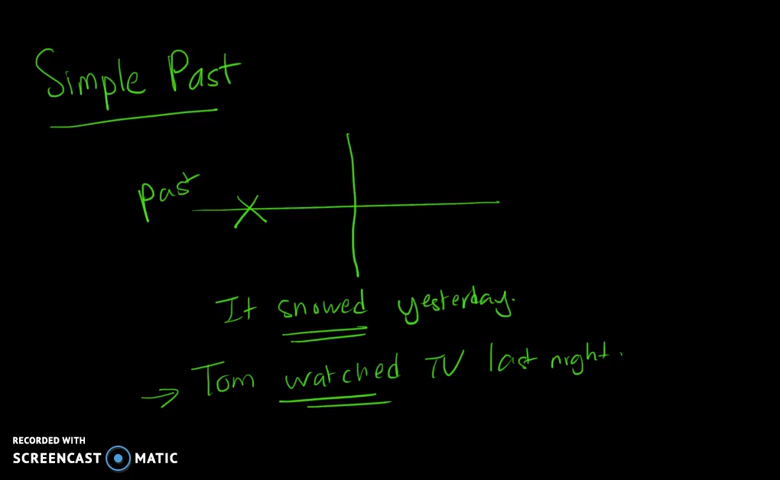 Simple Past
past
It snowed yesterday.
→ Tom watched TV last night.
RECORDED WITH
SCREENCAST MATIC